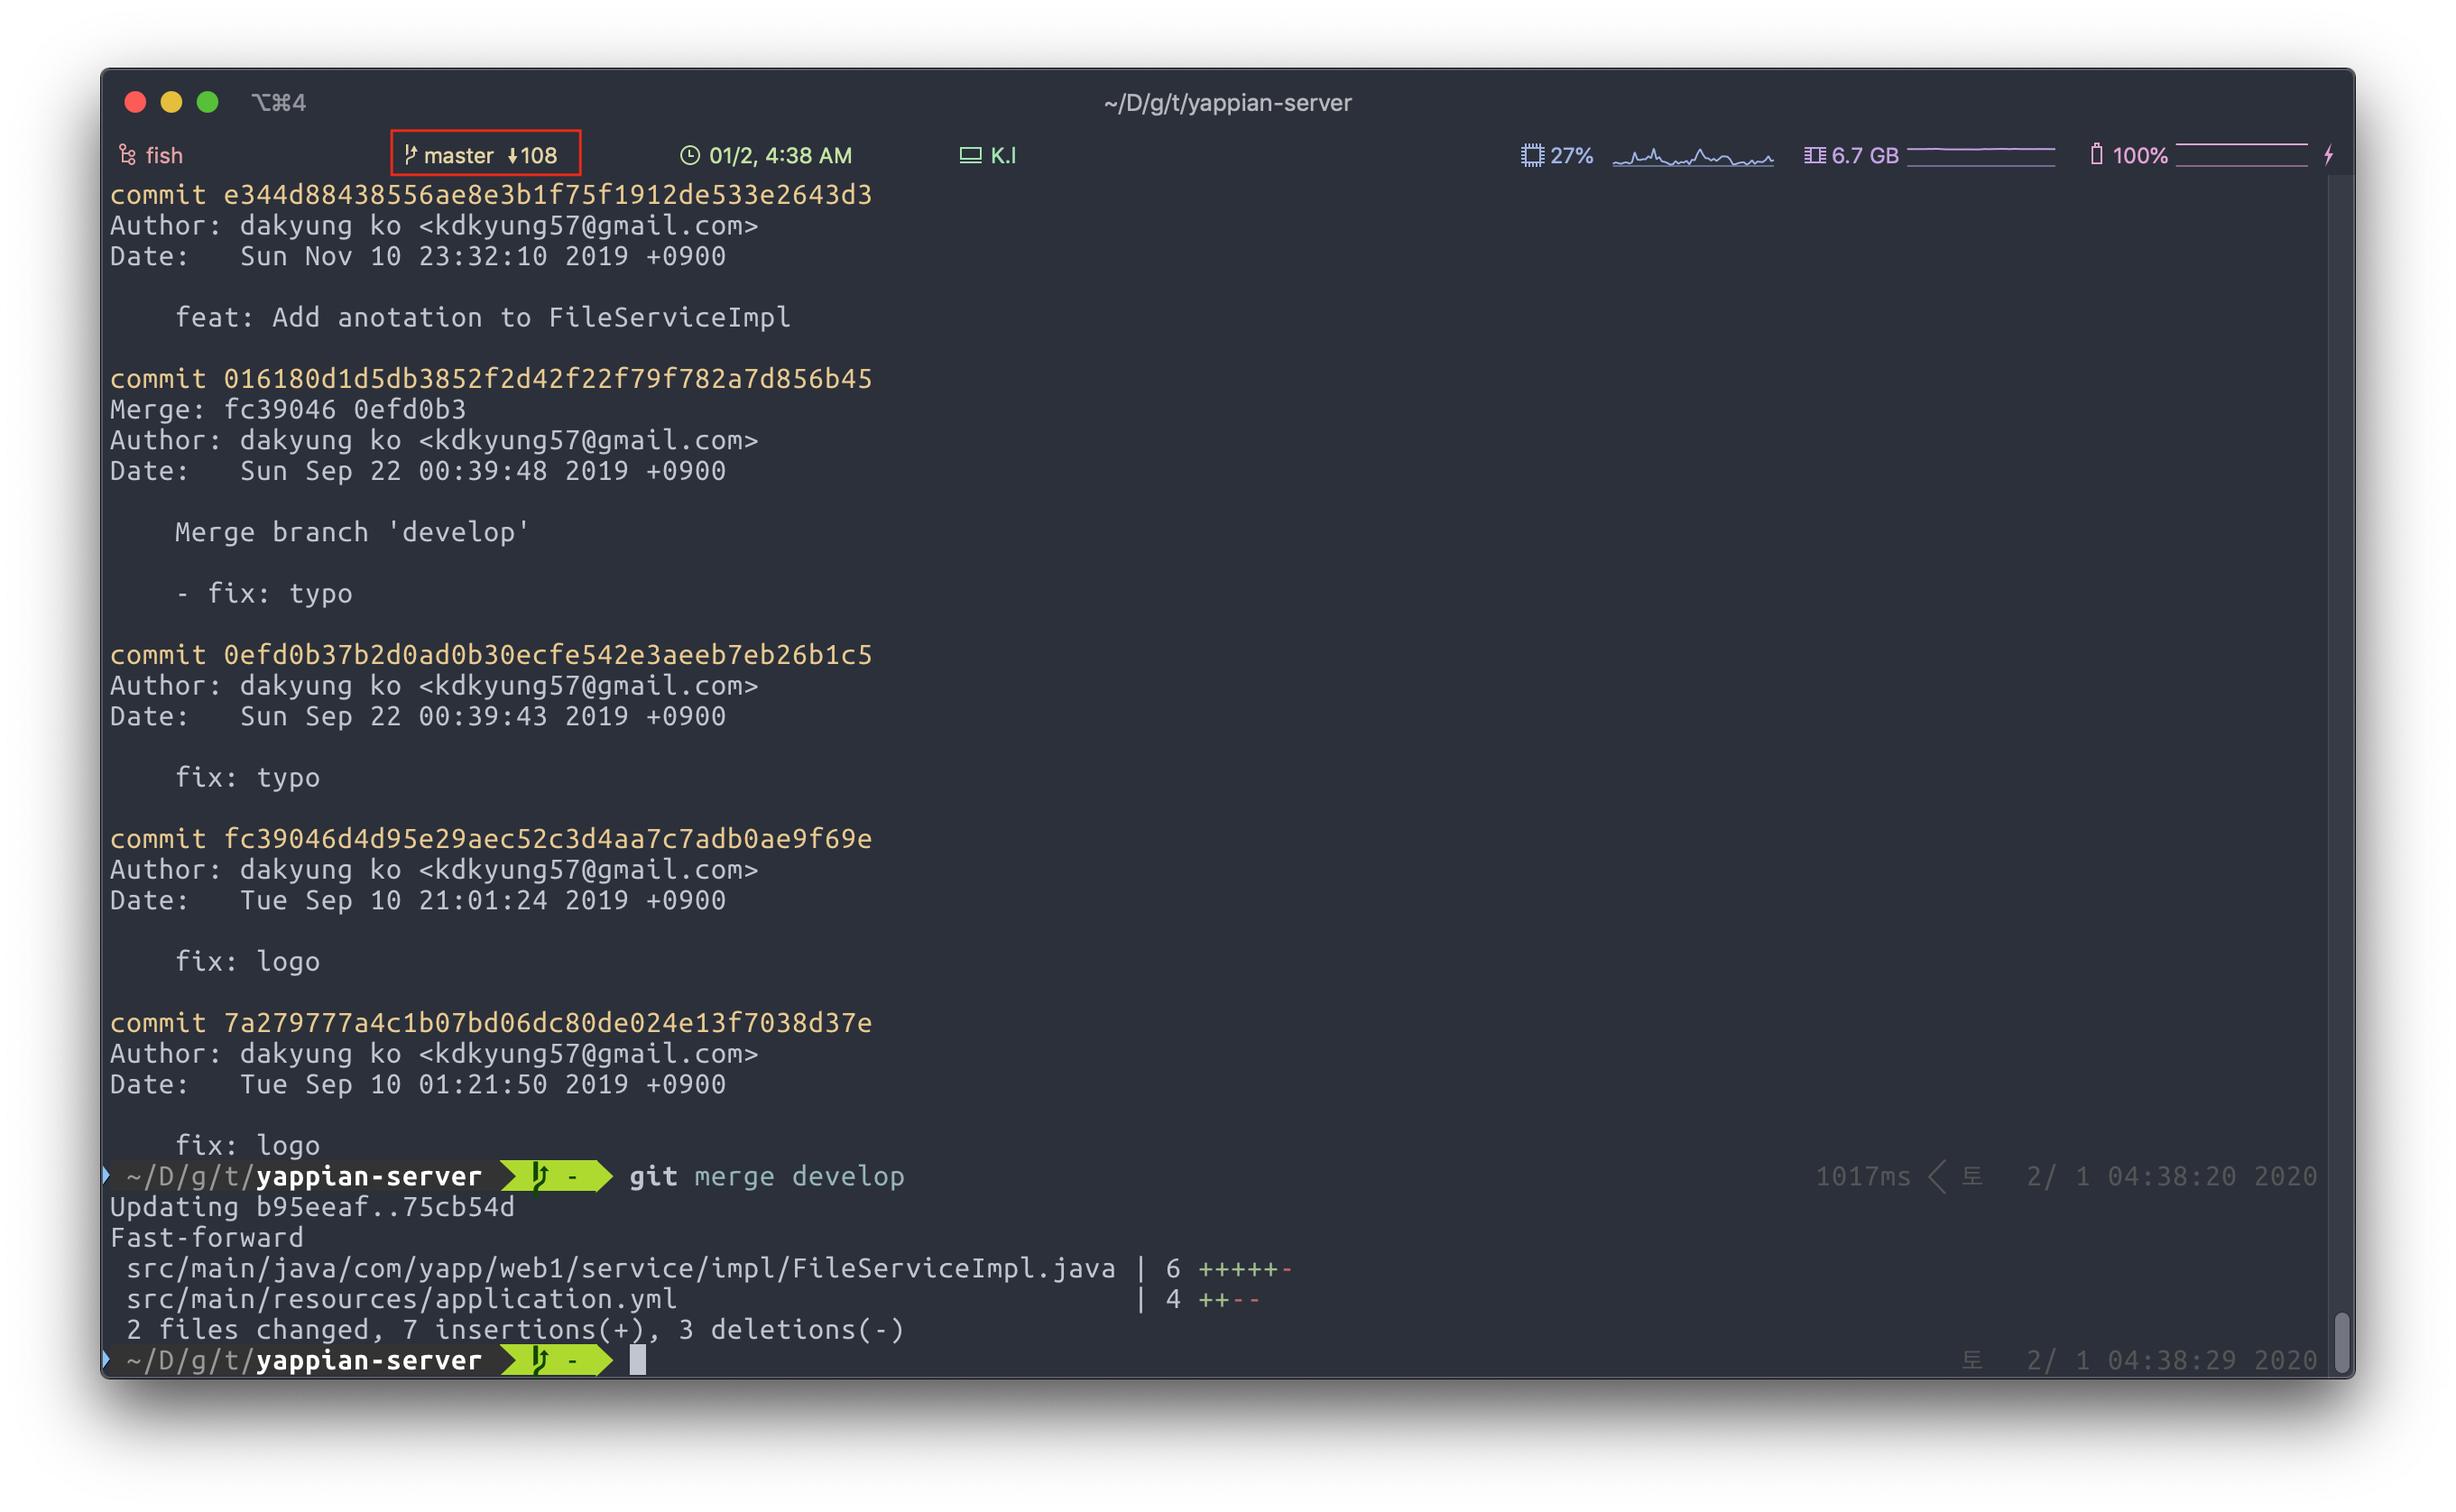 ⌥⌘4 ~/D/g/t/yappian-server
fish master ↓108 01/2, 4:38 AM K.I 27% 6.7 GB 100%
commit e344d88438556ae8e3b1f75f1912de533e2643d3
Author: dakyung ko <kdkyung57@gmail.com>
Date:   Sun Nov 10 23:32:10 2019 +0900
feat: Add anotation to FileServiceImpl
commit 016180d1d5db3852f2d42f22f79f782a7d856b45
Merge: fc39046 0efd0b3
Author: dakyung ko <kdkyung57@gmail.com>
Date:   Sun Sep 22 00:39:48 2019 +0900
Merge branch 'develop'
- fix: typo
commit 0efd0b37b2d0ad0b30ecfe542e3aeeb7eb26b1c5
Author: dakyung ko <kdkyung57@gmail.com>
Date:   Sun Sep 22 00:39:43 2019 +0900
fix: typo
commit fc39046d4d95e29aec52c3d4aa7c7adb0ae9f69e
Author: dakyung ko <kdkyung57@gmail.com>
Date:   Tue Sep 10 21:01:24 2019 +0900
fix: logo
commit 7a279777a4c1b07bd06dc80de024e13f7038d37e
Author: dakyung ko <kdkyung57@gmail.com>
Date:   Tue Sep 10 01:21:50 2019 +0900
fix: logo
~/D/g/t/yappian-server - git merge develop 1017ms 토 2/ 1 04:38:20 2020
Updating b95eeaf..75cb54d
Fast-forward
src/main/java/com/yapp/web1/service/impl/FileServiceImpl.java | 6 +++++-
src/main/resources/application.yml | 4 ++--
2 files changed, 7 insertions(+), 3 deletions(-)
~/D/g/t/yappian-server - 토 2/ 1 04:38:29 2020